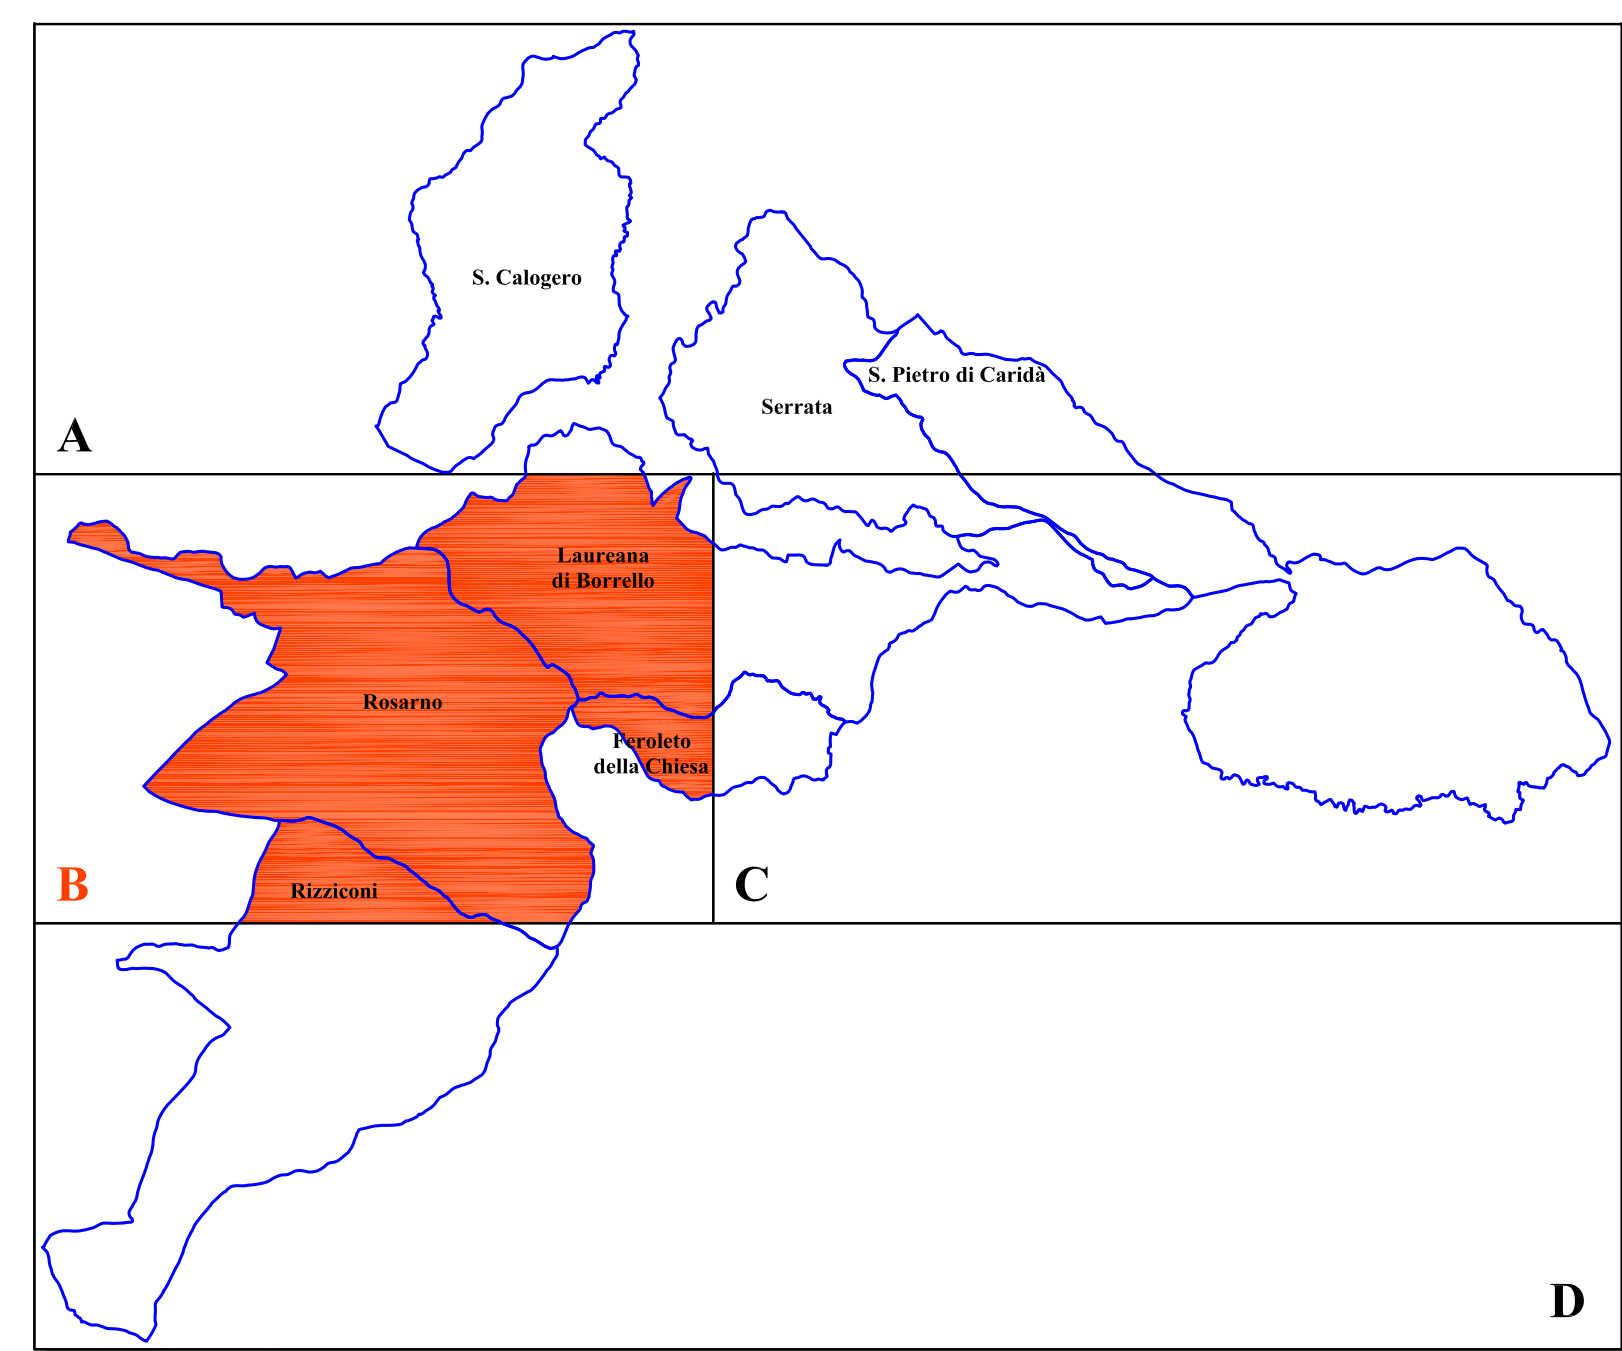 S. Calogero
S. Pietro di Caridà
Serrata
A
Laureana
di Borrello
Rosarno
Feroleto
della Chiesa
B
Rizziconi
C
D